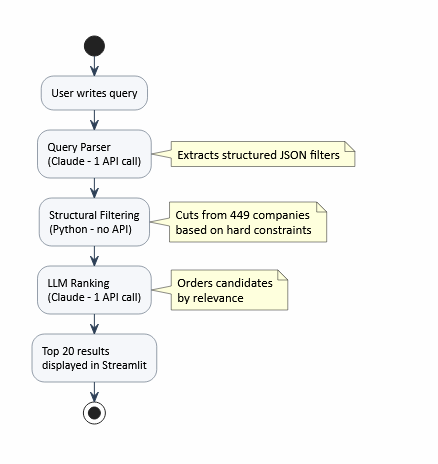 User writes query
Query Parser
(Claude - 1 API call)
Extracts structured JSON filters
Structural Filtering
(Python - no API)
Cuts from 449 companies
based on hard constraints
LLM Ranking
(Claude - 1 API call)
Orders candidates
by relevance
Top 20 results
displayed in Streamlit